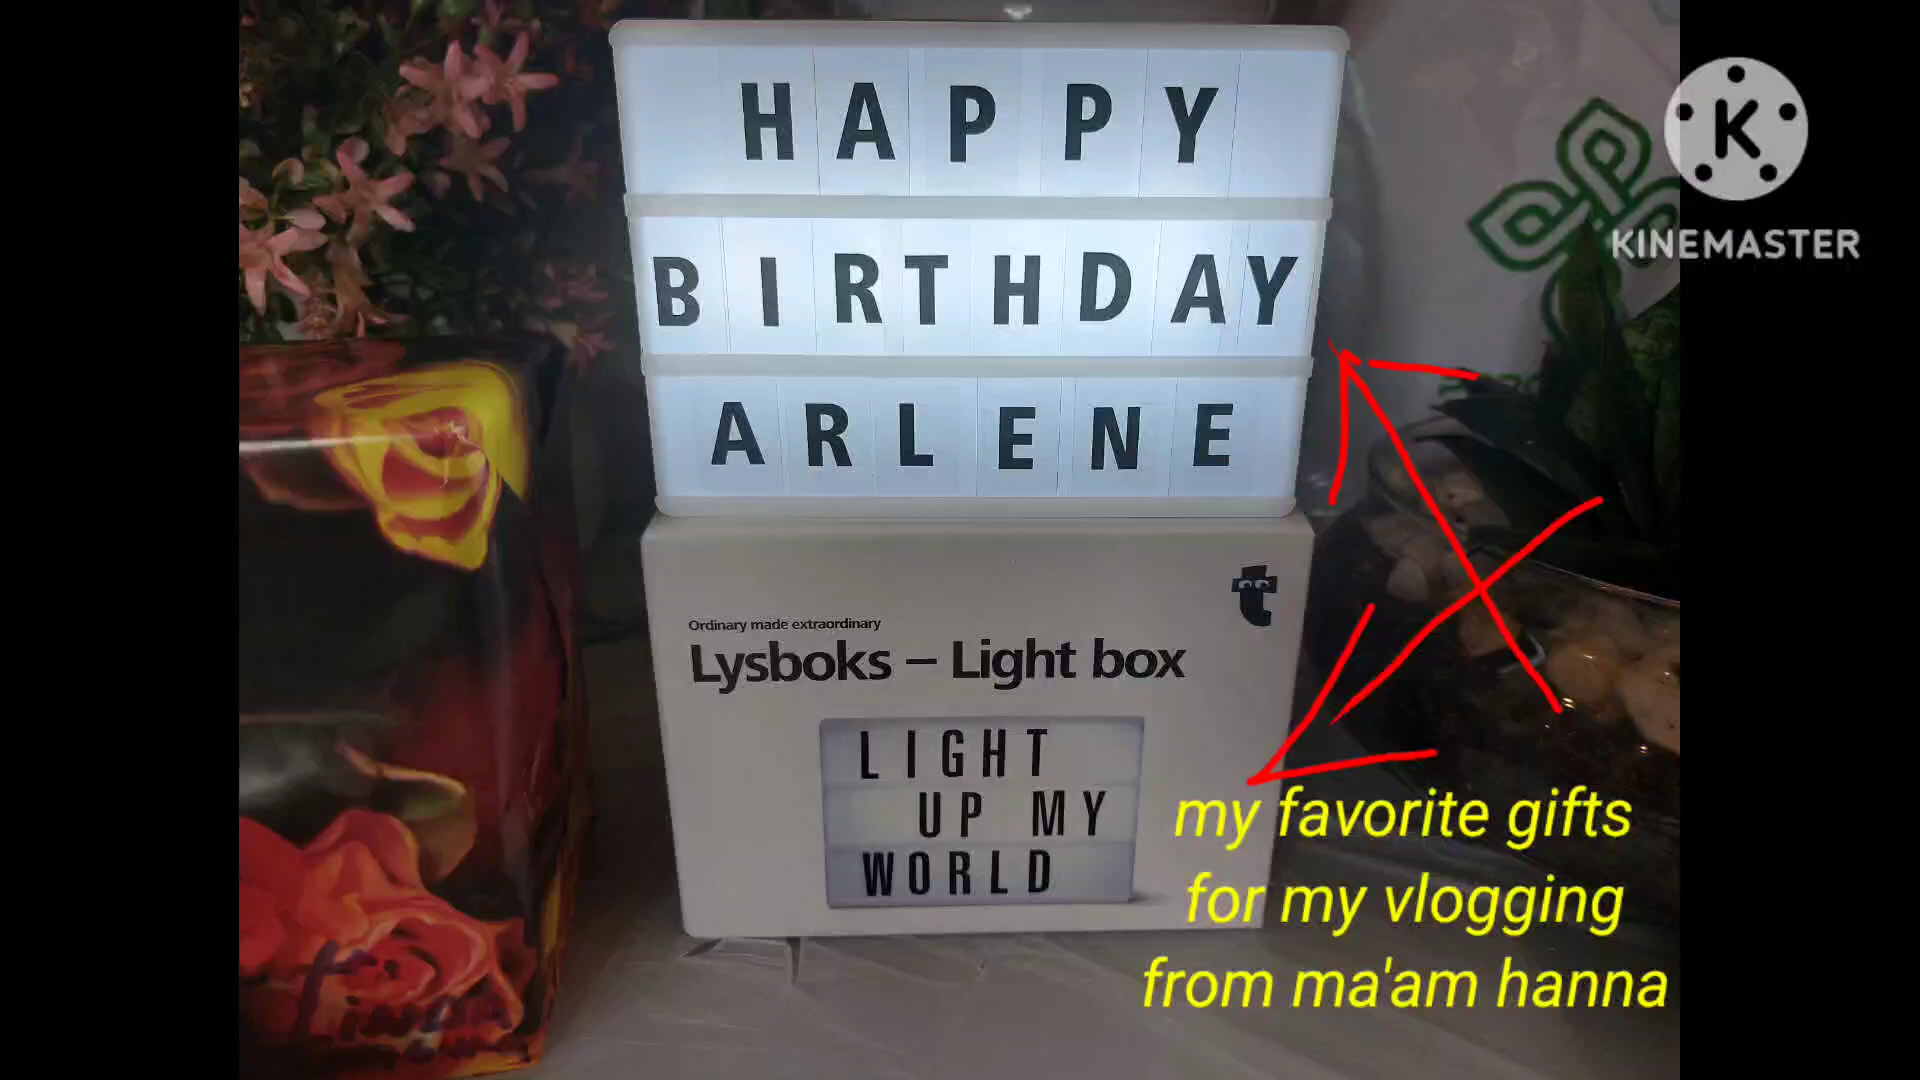 HAPPY
BIRTHDAY
ARLENE
KINEMASTER
Ordinary made extraordinary
Lysboks – Light box
LIGHT
UP MY
WORLD
my favorite gifts
for my vlogging
from ma'am hanna